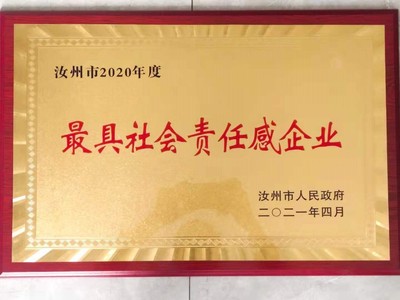 汝州市2020年度
最具社会责任感企业
汝州市人民政府
二〇二一年四月